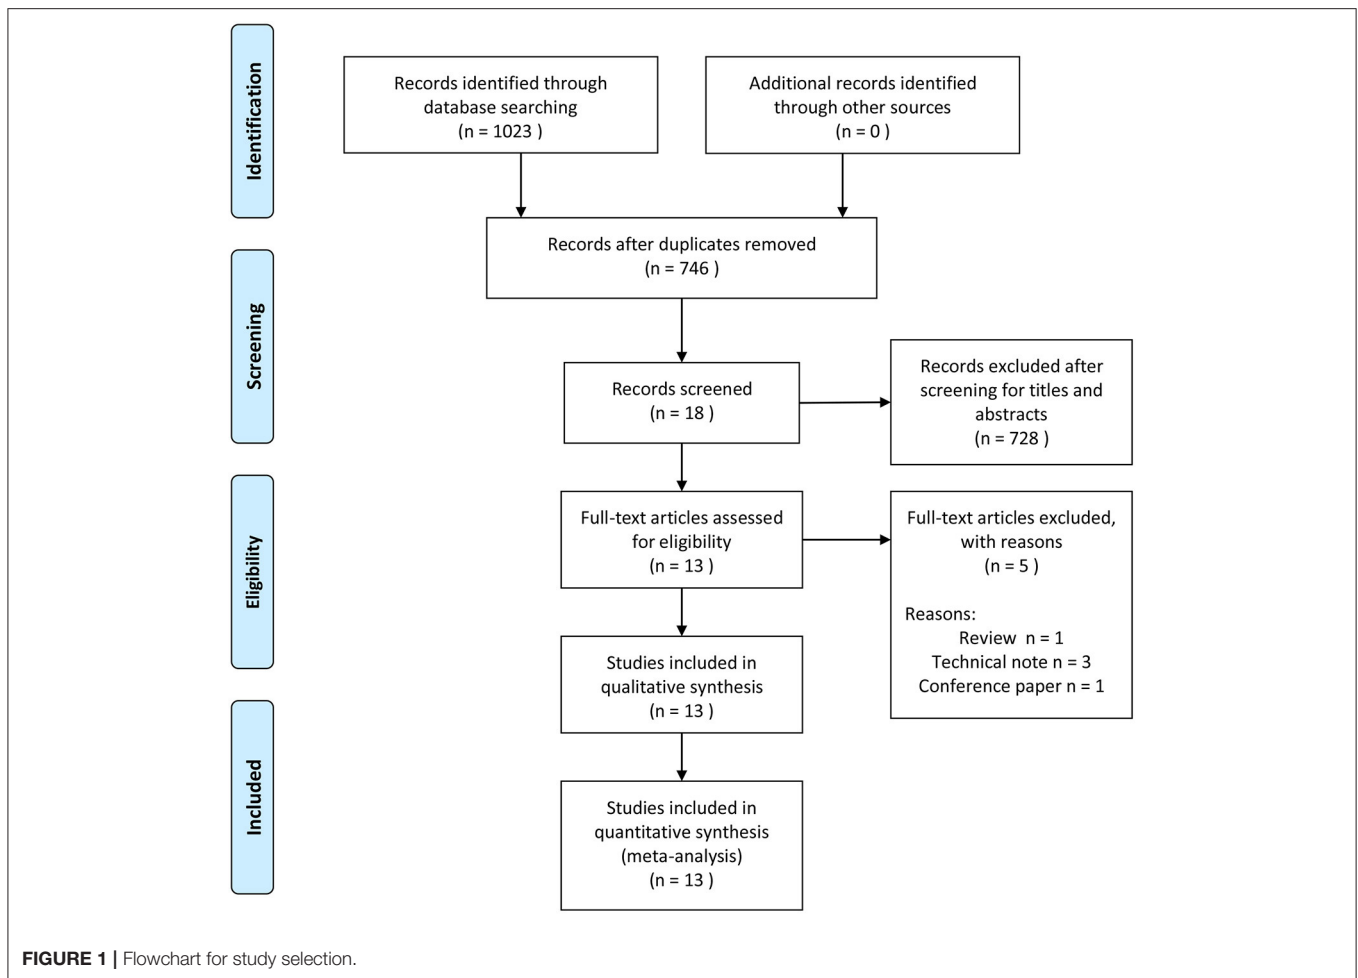 Identification
Records identified through
database searching
(n = 1023 )
Additional records identified
through other sources
(n = 0 )
Records after duplicates removed
(n = 746 )
Screening
Records screened
(n = 18 )
Records excluded after
screening for titles and
abstracts
(n = 728 )
Eligibility
Full-text articles assessed
for eligibility
(n = 13 )
Full-text articles excluded,
with reasons
(n = 5 )
Reasons:
Review n = 1
Technical note n = 3
Conference paper n = 1
Studies included in
qualitative synthesis
(n = 13 )
Included
Studies included in
quantitative synthesis
(meta-analysis)
(n = 13 )
FIGURE 1 | Flowchart for study selection.